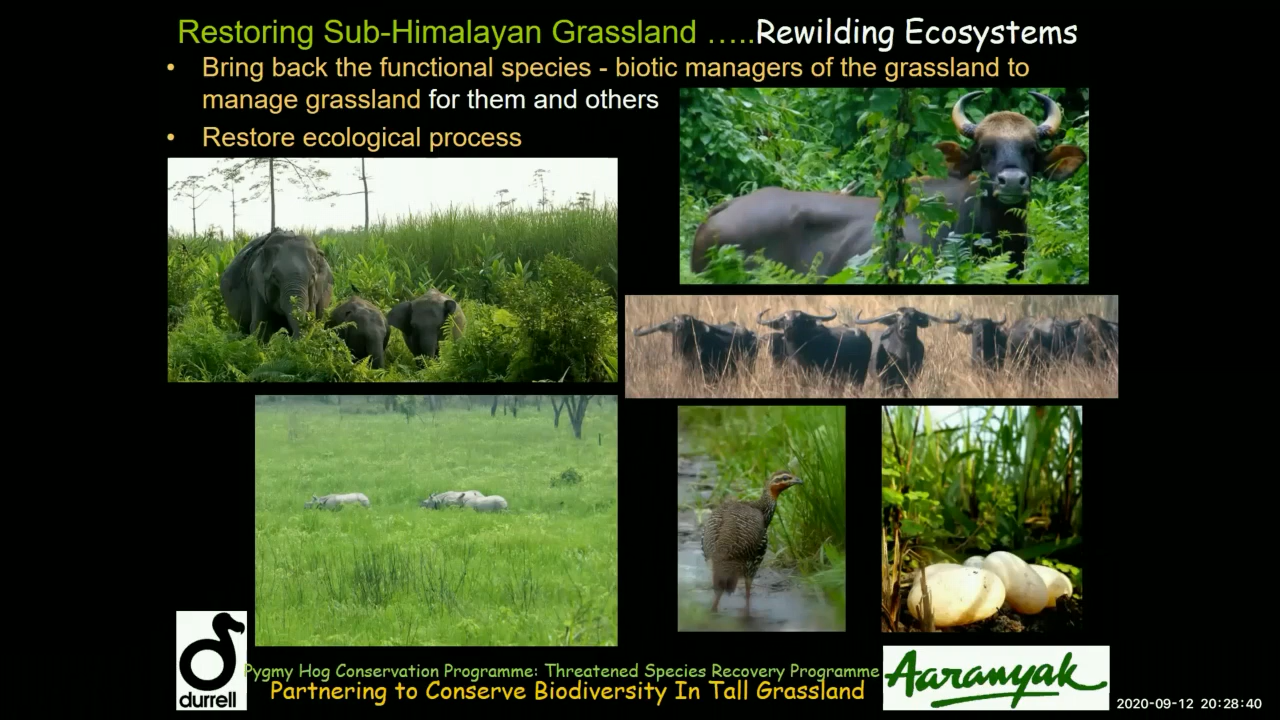 Restoring Sub-Himalayan Grassland …..Rewilding Ecosystems
• Bring back the functional species - biotic managers of the grassland to
manage grassland for them and others
• Restore ecological process
durrell
Pygmy Hog Conservation Programme: Threatened Species Recovery Programme
Partnering to Conserve Biodiversity In Tall Grassland
Aaranyak
2020-09-12 20:28:40